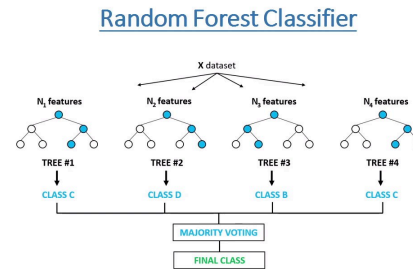 Random Forest Classifier
X dataset
N1 features N2 features N3 features N4 features
TREE #1 TREE #2 TREE #3 TREE #4
CLASS C CLASS D CLASS B CLASS C
MAJORITY VOTING
FINAL CLASS